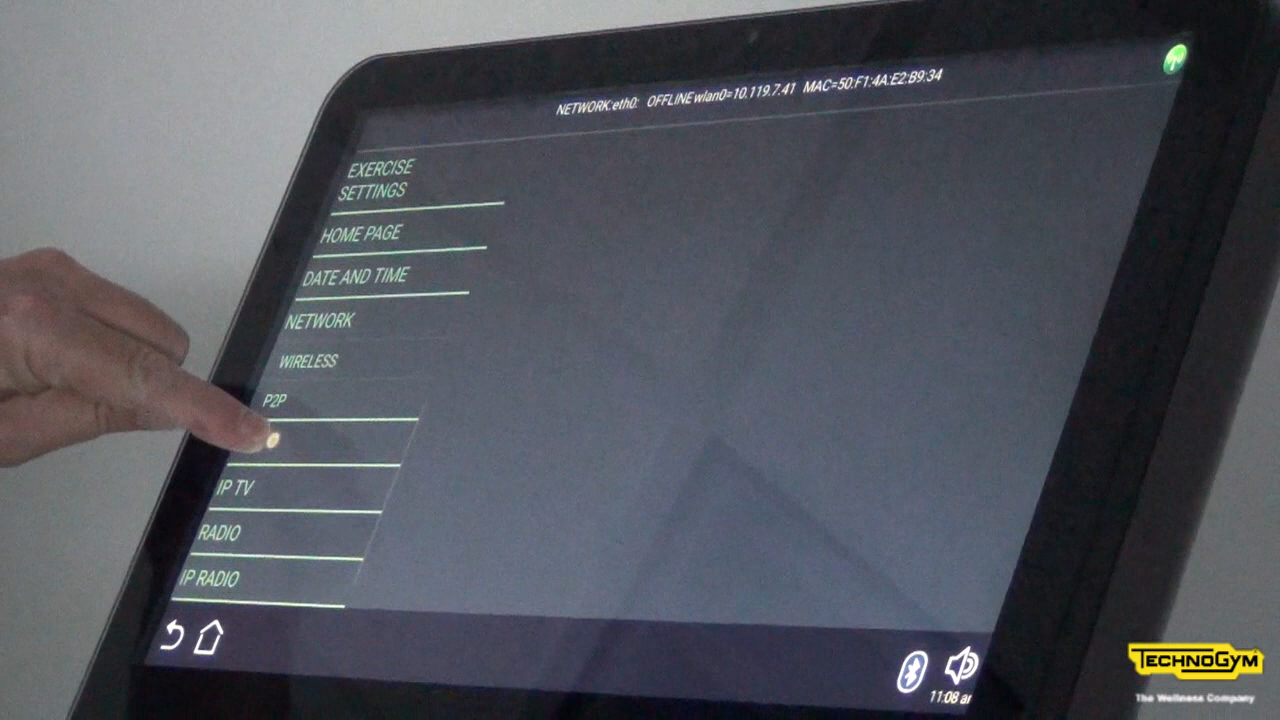 NETWORK:eth0: OFFLINE wlan0=10.119.7.41 MAC=50:F1:4A:E2:B9:34
EXERCISE
SETTINGS
HOME PAGE
DATE AND TIME
NETWORK
WIRELESS
P2P
IP TV
RADIO
IP RADIO
11:08 am
TECHNOGYM
The Wellness Company